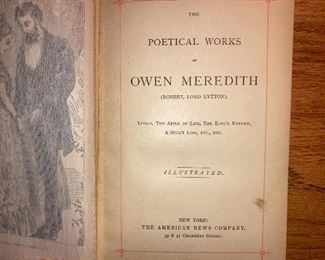 THE
POETICAL WORKS
OF
OWEN MEREDITH
(ROBERT, LORD LYTTON).
LUCILE, THE APPLE OF LIFE, THE EARL'S RETURN,
A SOUL'S LOSS, ETC., ETC.
ILLUSTRATED.
NEW YORK:
THE AMERICAN NEWS COMPANY,
39 & 41 CHAMBERS STREET.